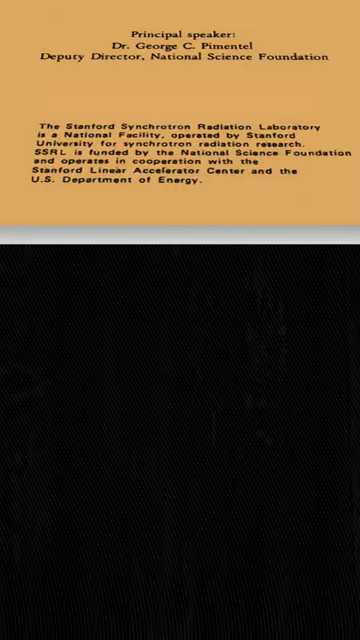 Principal speaker:
Dr. George C. Pimentel
Deputy Director, National Science Foundation
The Stanford Synchrotron Radiation Laboratory
is a National Facility, operated by Stanford
University for synchrotron radiation research.
SSRL is funded by the National Science Foundation
and operates in cooperation with the
Stanford Linear Accelerator Center and the
U.S. Department of Energy.